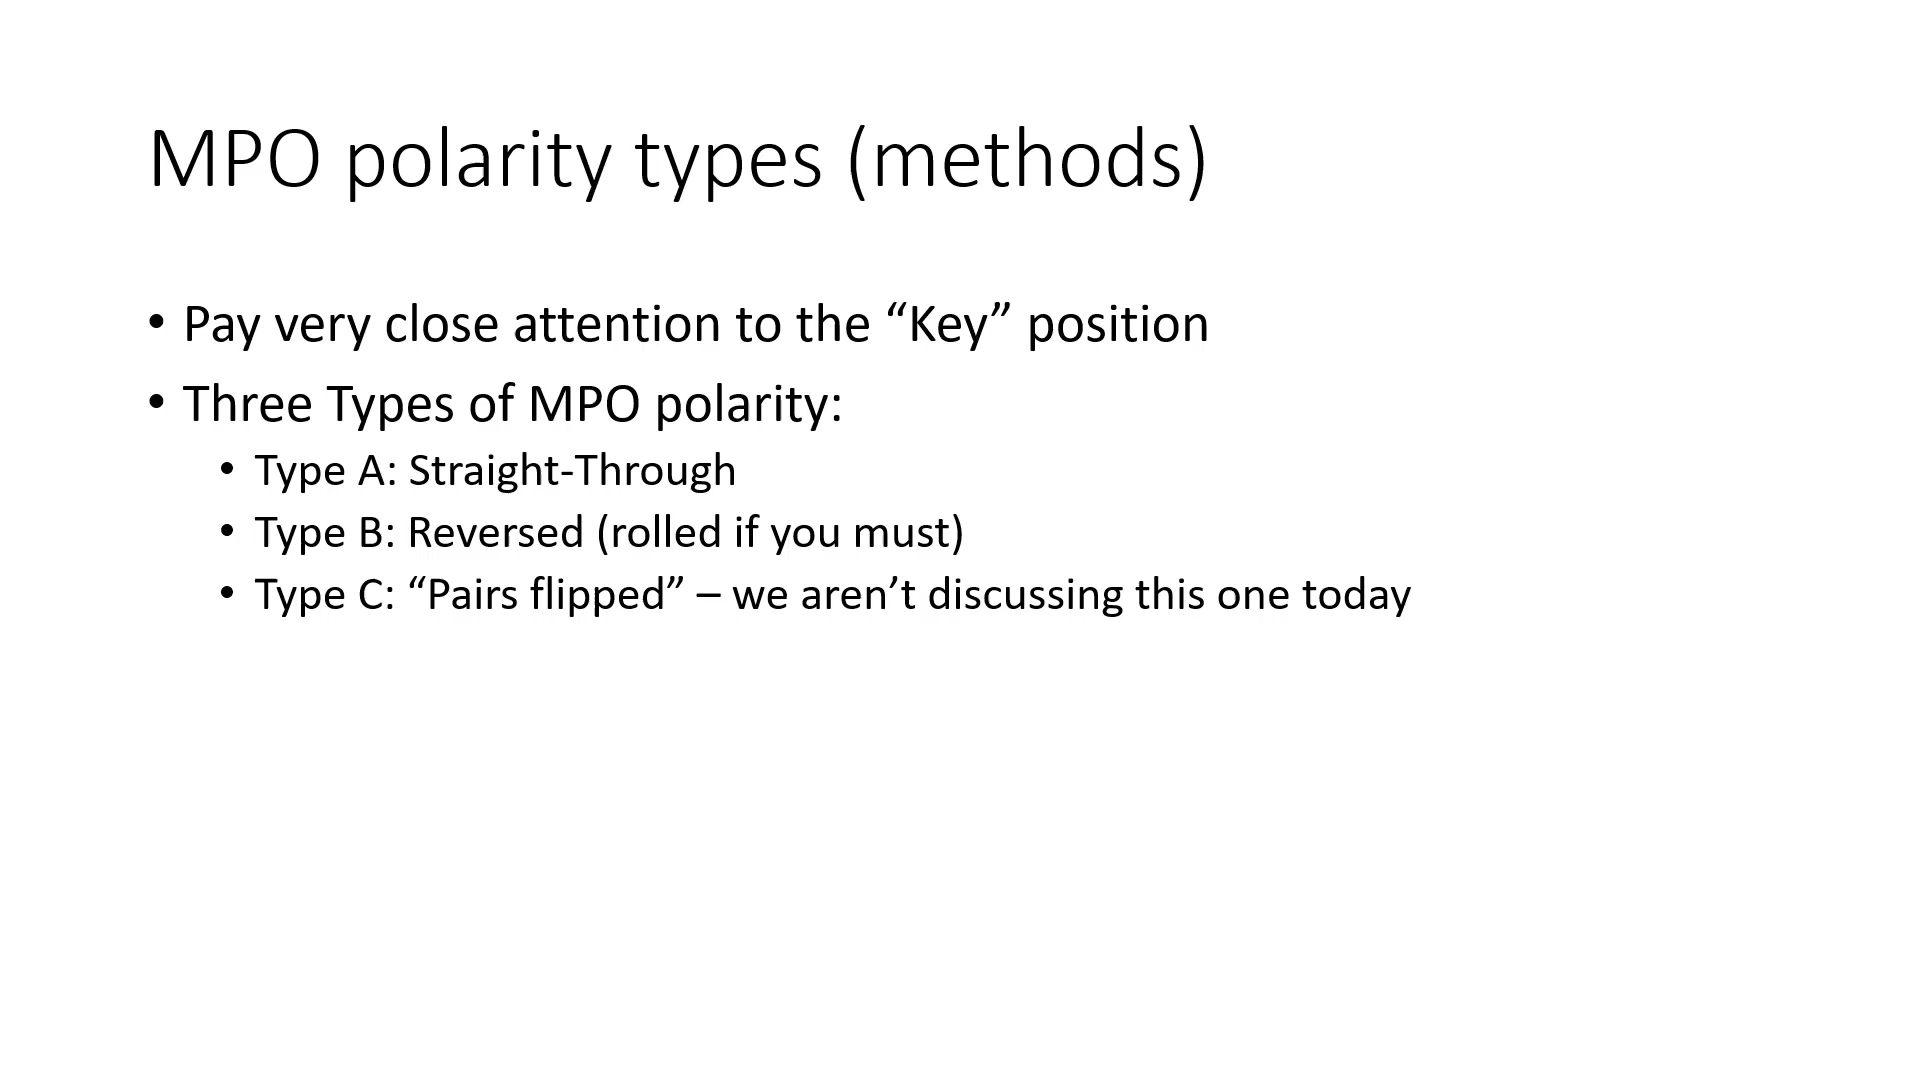 MPO polarity types (methods)
• Pay very close attention to the “Key” position
• Three Types of MPO polarity:
• Type A: Straight-Through
• Type B: Reversed (rolled if you must)
• Type C: “Pairs flipped” – we aren’t discussing this one today